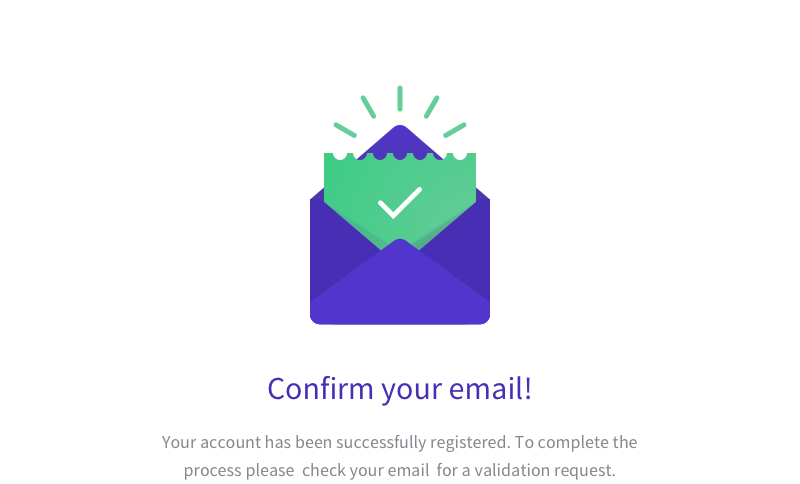 Confirm your email!
Your account has been successfully registered. To complete the
process please  check your email  for a validation request.